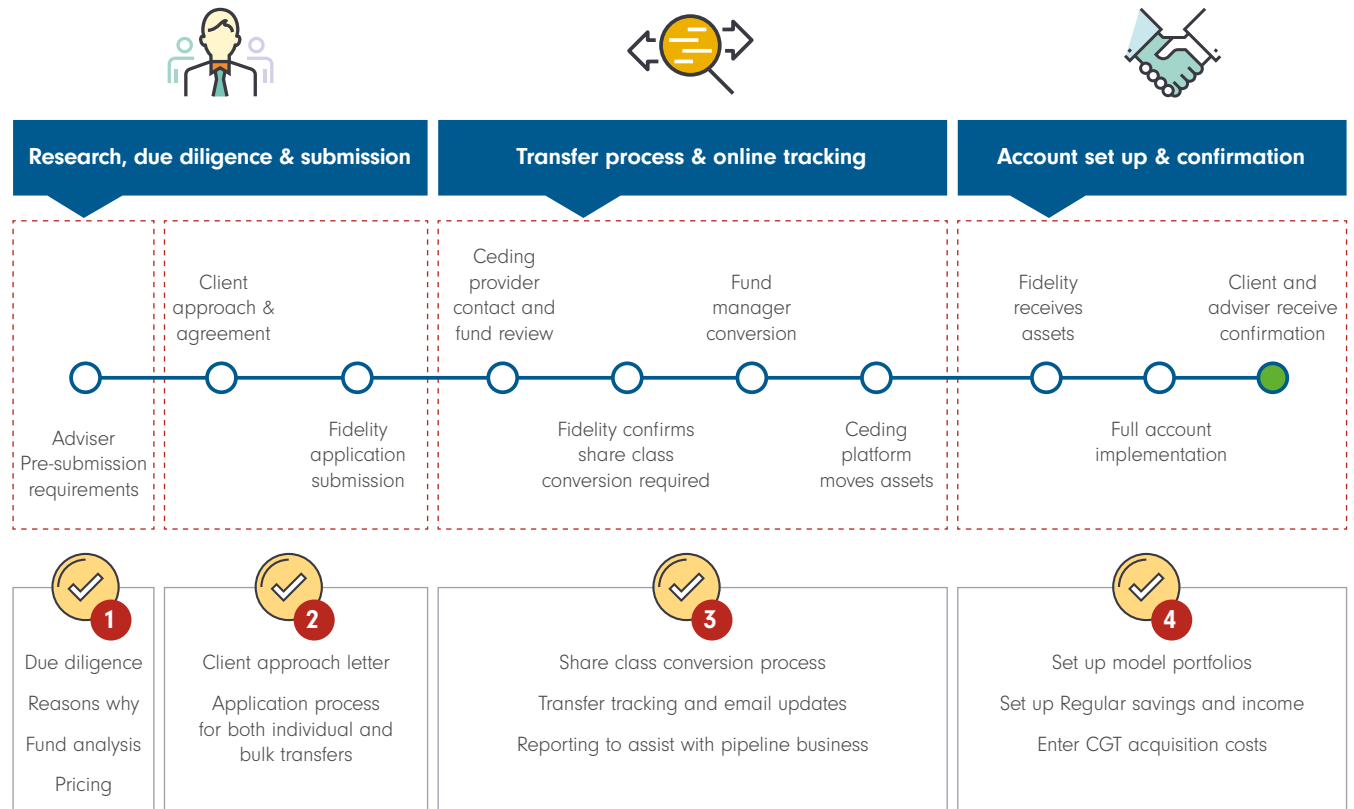 Research, due diligence & submission
Transfer process & online tracking
Account set up & confirmation
Adviser
Pre-submission
requirements
Client
approach &
agreement
Fidelity
application
submission
Ceding
provider
contact and
fund review
Fidelity confirms
share class
conversion required
Fund
manager
conversion
Ceding
platform
moves assets
Fidelity
receives
assets
Full account
implementation
Client and
adviser receive
confirmation
1
Due diligence
Reasons why
Fund analysis
Pricing
2
Client approach letter
Application process
for both individual and
bulk transfers
3
Share class conversion process
Transfer tracking and email updates
Reporting to assist with pipeline business
4
Set up model portfolios
Set up Regular savings and income
Enter CGT acquisition costs